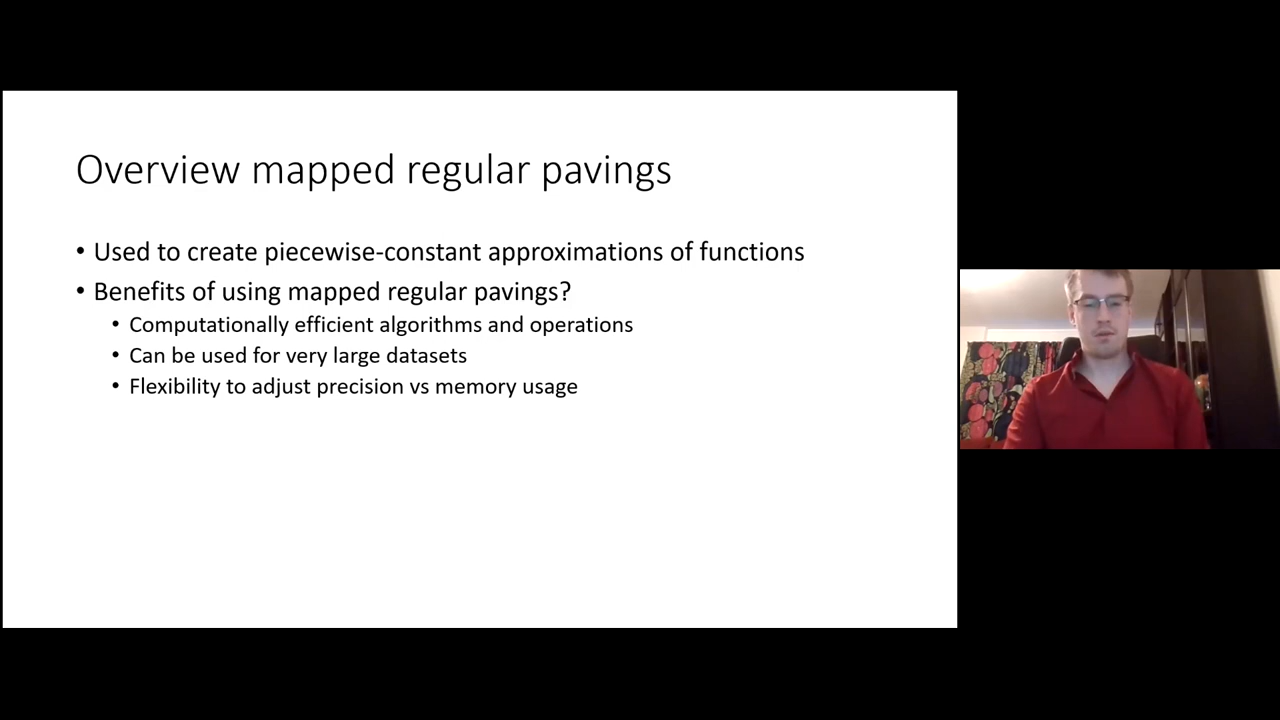 Overview mapped regular pavings
• Used to create piecewise-constant approximations of functions
• Benefits of using mapped regular pavings?
• Computationally efficient algorithms and operations
• Can be used for very large datasets
• Flexibility to adjust precision vs memory usage